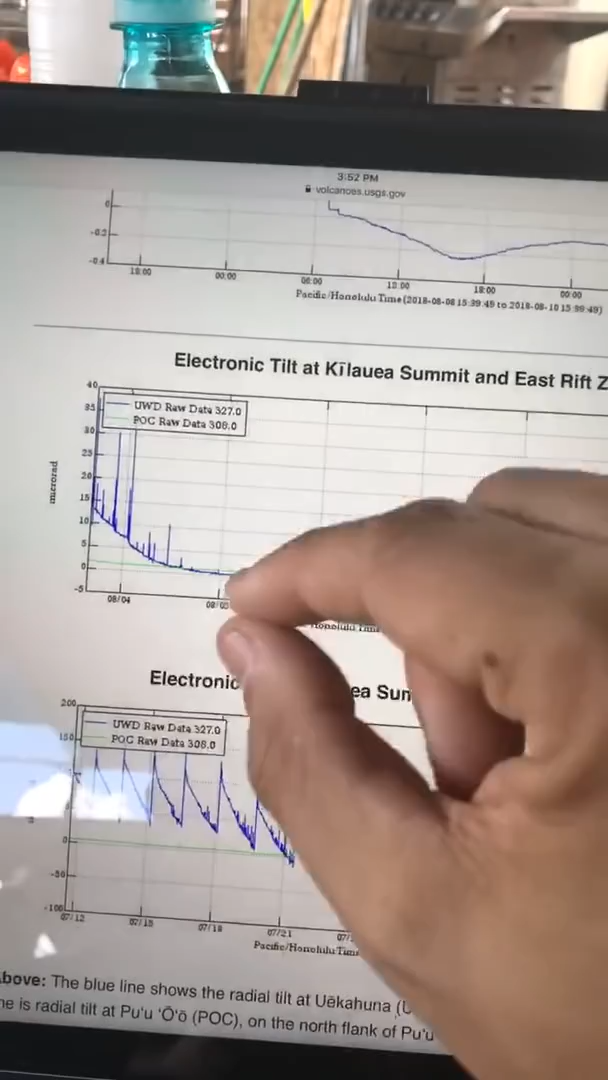 3:52 PM
volcanoes.usgs.gov
0
-0.2
-0.4
18:00 00:00 06:00 12:00 18:00 00:00
Pacific/Honolulu Time (2018-08-08 15:39:49 to 2018-08-10 15:39:49)
Electronic Tilt at Kīlauea Summit and East Rift Z
40
UWD Raw Data 327.0
35
POC Raw Data 308.0
30
25
20
microrad
15
10
5
0
-5
08/04
Honolulu Time
Electronic
ea Sum
200
UWD Raw Data 327.0
150
POC Raw Data 308.0
0
-50
-100
07/12 07/15 07/18 07/21 07/2
Pacific/Honolulu Time
Above: The blue line shows the radial tilt at Uēkahuna (U
ne is radial tilt at Pu'u 'Ō'ō (POC), on the north flank of Pu'u